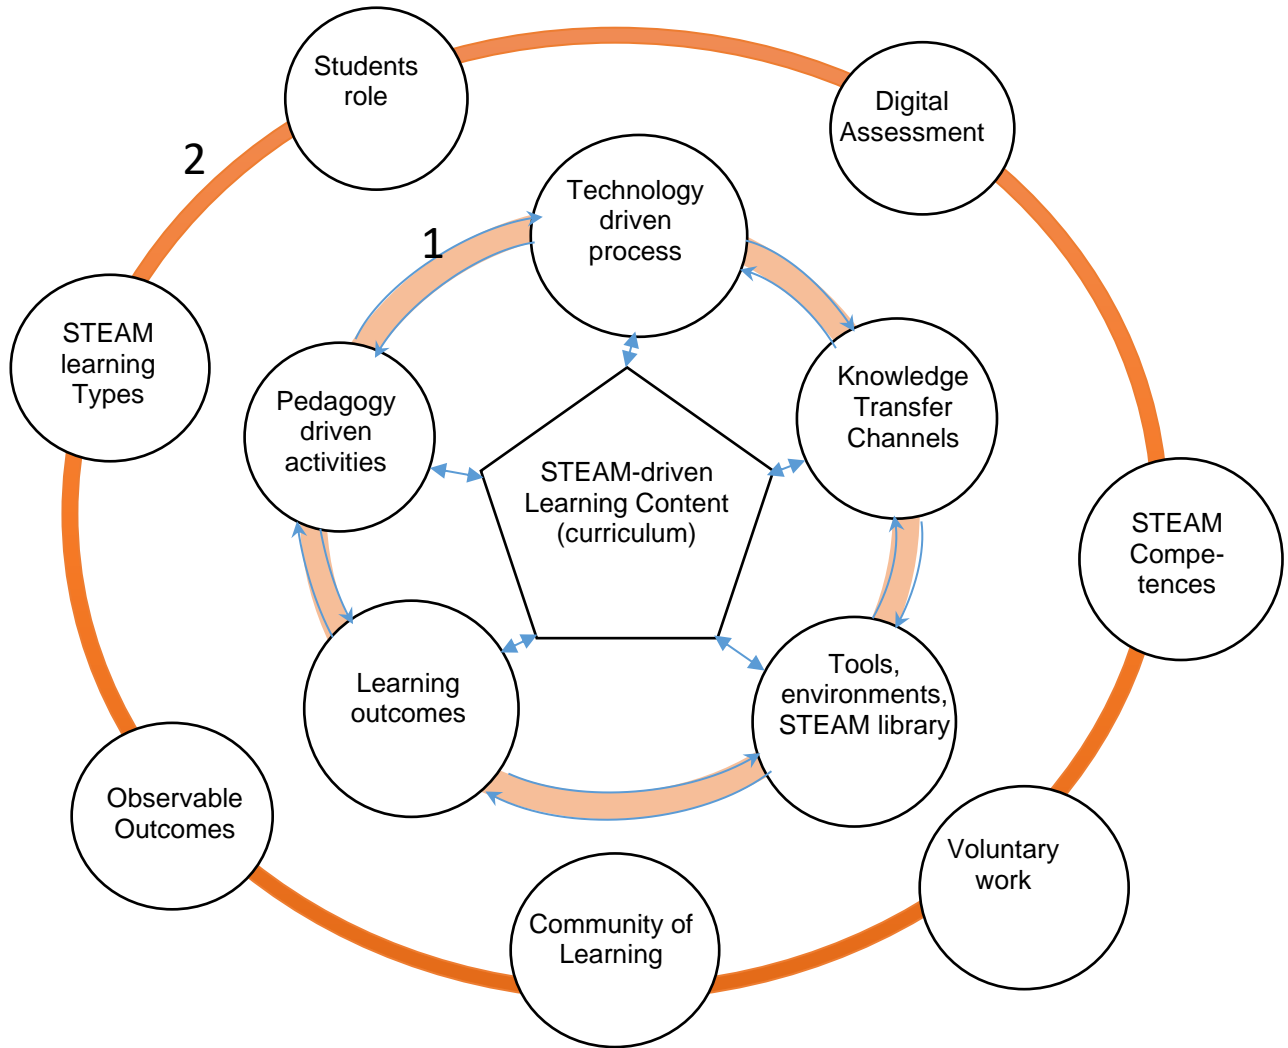 Students
role
Digital
Assessment
2
Technology
driven
process
1
STEAM
learning
Types
Knowledge
Transfer
Channels
Pedagogy
driven
activities
STEAM-driven
Learning Content
(curriculum)
STEAM
Compe-
tences
Tools,
environments,
STEAM library
Learning
outcomes
Observable
Outcomes
Voluntary
work
Community of
Learning